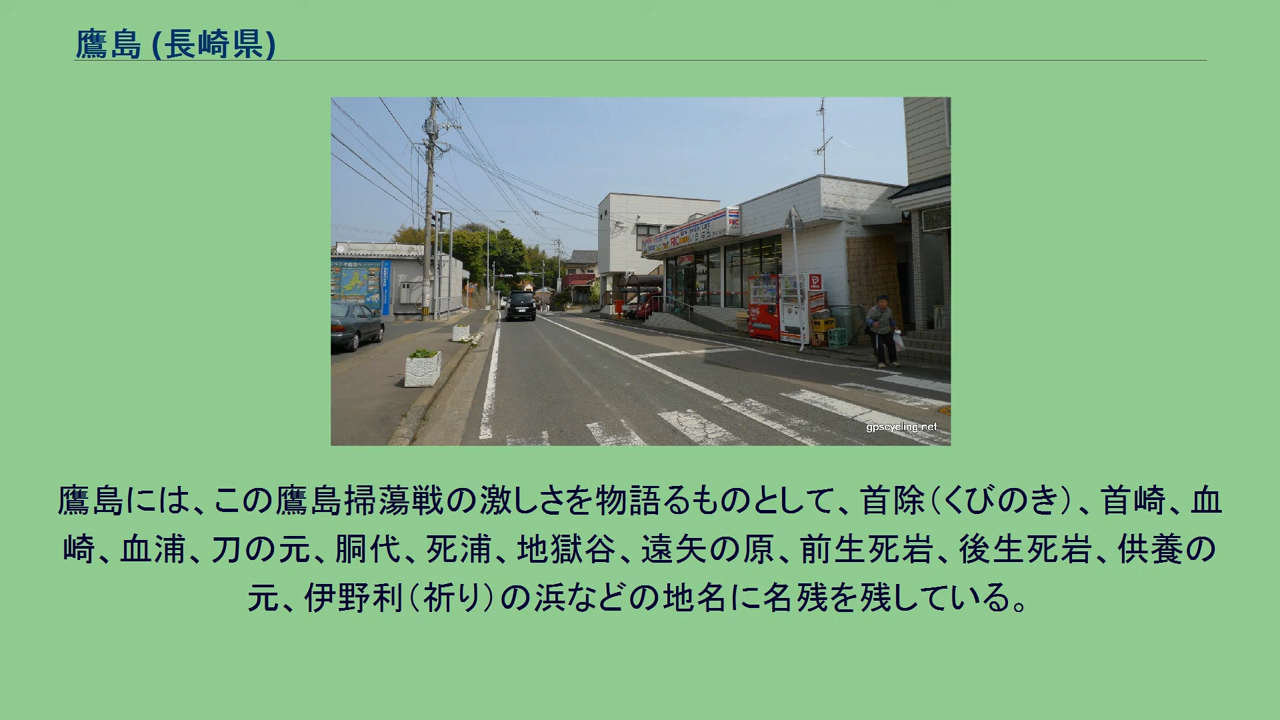 鷹島 (長崎県)
gpscycling.net
鷹島には、この鷹島掃蕩戦の激しさを物語るものとして、首除（くびのき）、首崎、血
崎、血浦、刀の元、胴代、死浦、地獄谷、遠矢の原、前生死岩、後生死岩、供養の
元、伊野利（祈り）の浜などの地名に名残を残している。